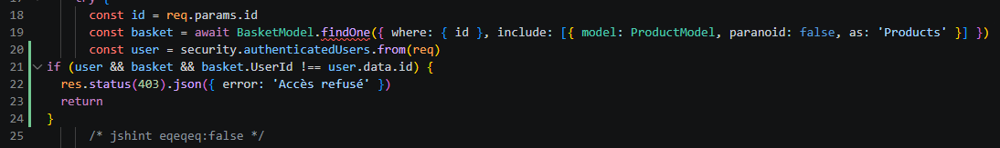 17 try {
18 const id = req.params.id
19 const basket = await BasketModel.findOne({ where: { id }, include: [{ model: ProductModel, paranoid: false, as: 'Products' }] })
20 const user = security.authenticatedUsers.from(req)
21 if (user && basket && basket.UserId !== user.data.id) {
22 res.status(403).json({ error: 'Accès refusé' })
23 return
24 }
25 /* jshint eqeqeq:false */